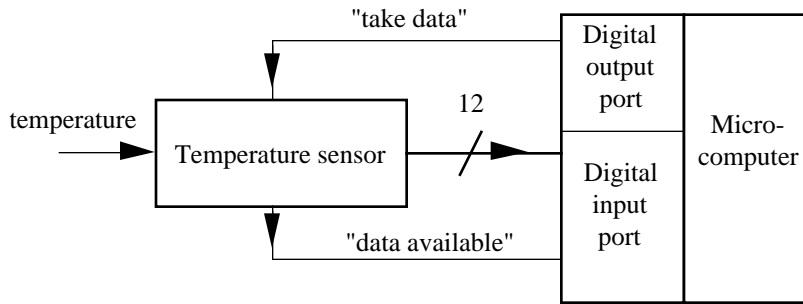 "take data"
Digital
output
port
12
temperature
Temperature sensor
Micro-
computer
Digital
input
port
"data available"